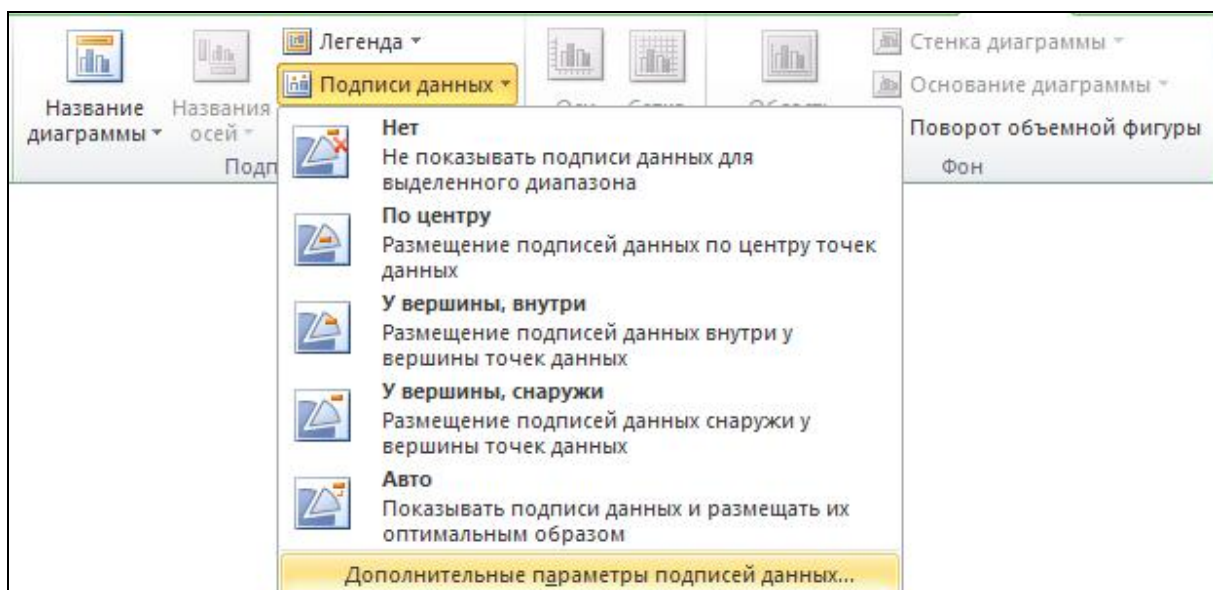 Название
диаграммы
Названия
осей
Легенда
Подписи данных
Стенка диаграммы
Основание диаграммы
Поворот объемной фигуры
Фон
Нет
Не показывать подписи данных для
выделенного диапазона
По центру
Размещение подписей данных по центру точек
данных
У вершины, внутри
Размещение подписей данных внутри у
вершины точек данных
У вершины, снаружи
Размещение подписей данных снаружи у
вершины точек данных
Авто
Показывать подписи данных и размещать их
оптимальным образом
Дополнительные параметры подписей данных...